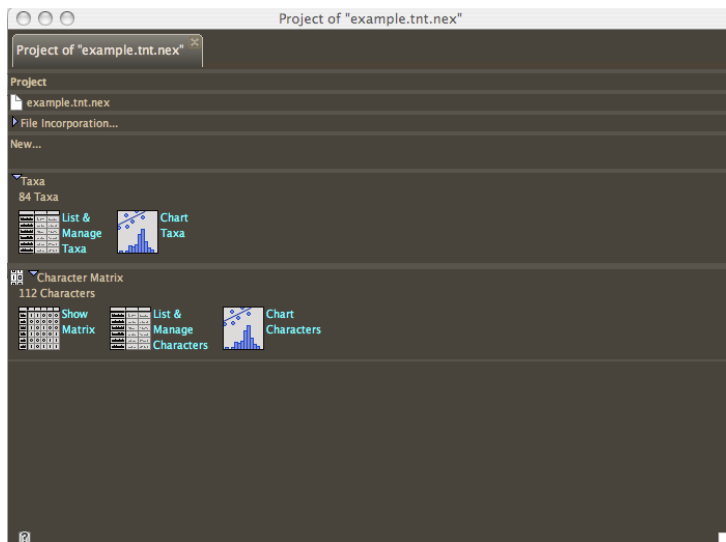 Project of "example.tnt.nex"
Project of "example.tnt.nex"
Project
example.tnt.nex
File Incorporation...
New...
Taxa
84 Taxa
List & Manage Taxa
Chart Taxa
Character Matrix
112 Characters
Show Matrix
List & Manage Characters
Chart Characters